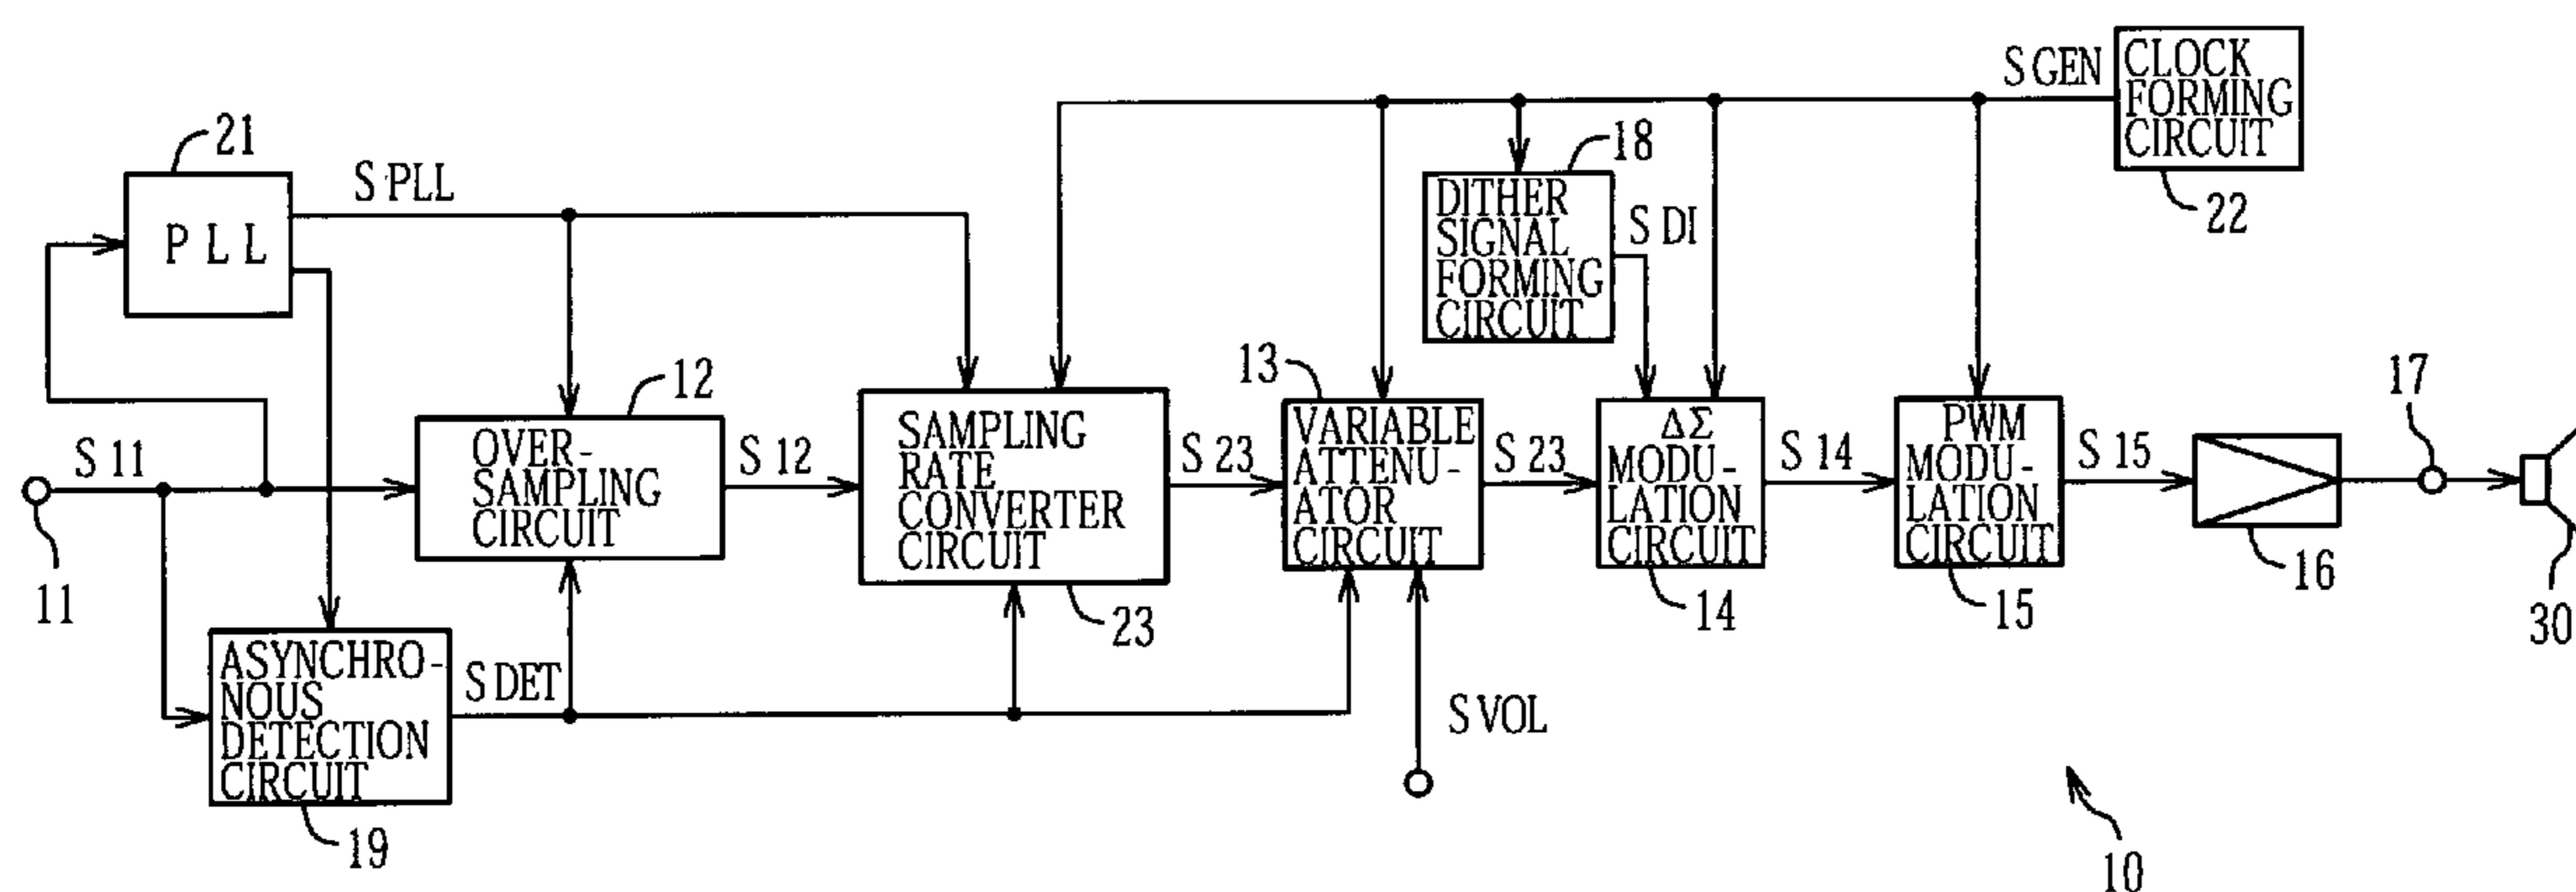 S GEN
CLOCK
FORMING
CIRCUIT
22
21
S PLL
P L L
18
DITHER
SIGNAL
FORMING
CIRCUIT
S DI
S 11
11
12
OVER-
SAMPLING
CIRCUIT
S 12
SAMPLING
RATE
CONVERTER
CIRCUIT
23
S 23
13
VARIABLE
ATTENU-
ATOR
CIRCUIT
S 23
ΔΣ
MODU-
LATION
CIRCUIT
14
S 14
PWM
MODU-
LATION
CIRCUIT
15
S 15
16
17
30
ASYNCHRO-
NOUS
DETECTION
CIRCUIT
19
S DET
S VOL
10